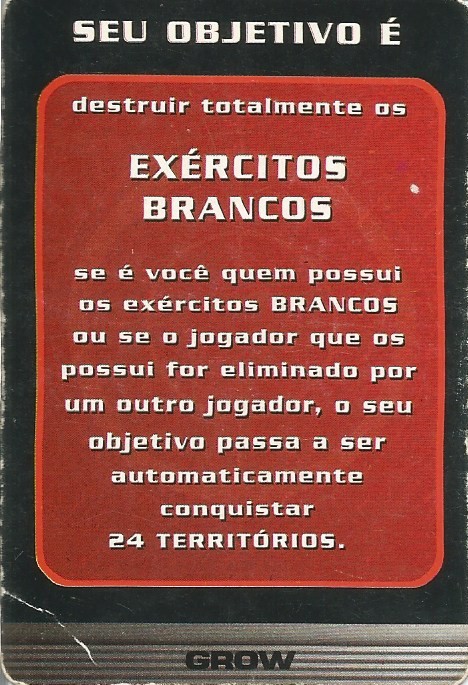 SEU OBJETIVO É
destruir totalmente os
EXÉRCITOS
BRANCOS
se é você quem possui
os exércitos BRANCOS
ou se o jogador que os
possui for eliminado por
um outro jogador, o seu
objetivo passa a ser
automaticamente
conquistar
24 TERRITÓRIOS.
GROW